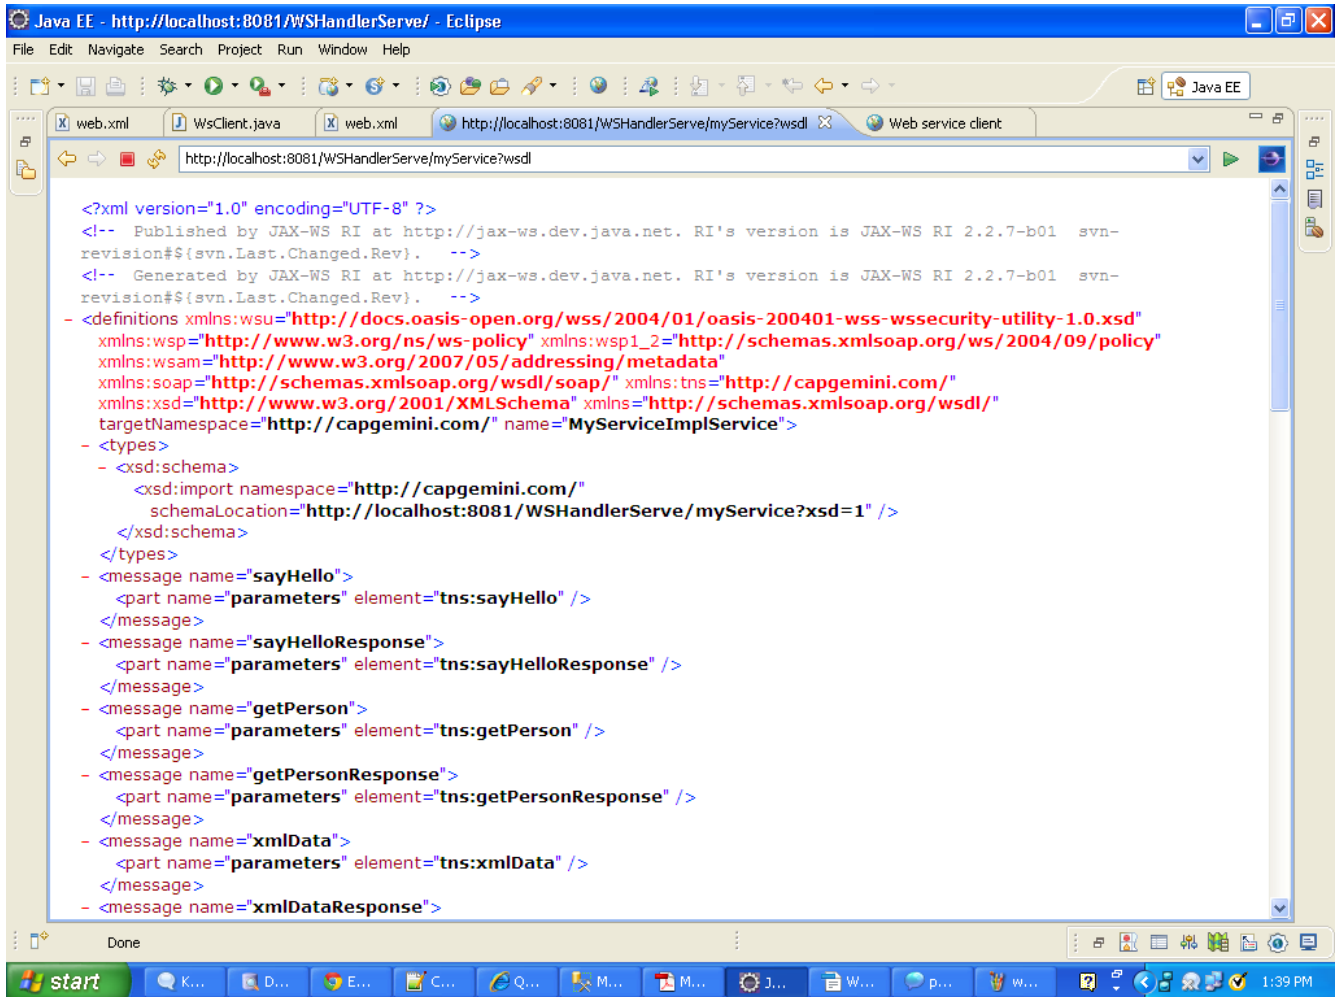 Java EE - http://localhost:8081/WSHandlerServe/ - Eclipse
File Edit Navigate Search Project Run Window Help
Java EE
web.xml WsClient.java web.xml http://localhost:8081/WSHandlerServe/myService?wsdl Web service client
http://localhost:8081/WSHandlerServe/myService?wsdl
<?xml version="1.0" encoding="UTF-8" ?>
<!-- Published by JAX-WS RI at http://jax-ws.dev.java.net. RI's version is JAX-WS RI 2.2.7-b01 svn-
revision#${svn.Last.Changed.Rev}. -->
<!-- Generated by JAX-WS RI at http://jax-ws.dev.java.net. RI's version is JAX-WS RI 2.2.7-b01 svn-
revision#${svn.Last.Changed.Rev}. -->
- <definitions xmlns:wsu="http://docs.oasis-open.org/wss/2004/01/oasis-200401-wss-wssecurity-utility-1.0.xsd"
xmlns:wsp="http://www.w3.org/ns/ws-policy" xmlns:wsp1_2="http://schemas.xmlsoap.org/ws/2004/09/policy"
xmlns:wsam="http://www.w3.org/2007/05/addressing/metadata"
xmlns:soap="http://schemas.xmlsoap.org/wsdl/soap/" xmlns:tns="http://capgemini.com/"
xmlns:xsd="http://www.w3.org/2001/XMLSchema" xmlns="http://schemas.xmlsoap.org/wsdl/"
targetNamespace="http://capgemini.com/" name="MyServiceImplService">
- <types>
- <xsd:schema>
<xsd:import namespace="http://capgemini.com/"
schemaLocation="http://localhost:8081/WSHandlerServe/myService?xsd=1" />
</xsd:schema>
</types>
- <message name="sayHello">
<part name="parameters" element="tns:sayHello" />
</message>
- <message name="sayHelloResponse">
<part name="parameters" element="tns:sayHelloResponse" />
</message>
- <message name="getPerson">
<part name="parameters" element="tns:getPerson" />
</message>
- <message name="getPersonResponse">
<part name="parameters" element="tns:getPersonResponse" />
</message>
- <message name="xmlData">
<part name="parameters" element="tns:xmlData" />
</message>
- <message name="xmlDataResponse">
Done
start K... D... E... C... Q... M... M... J... W... p... w... 1:39 PM